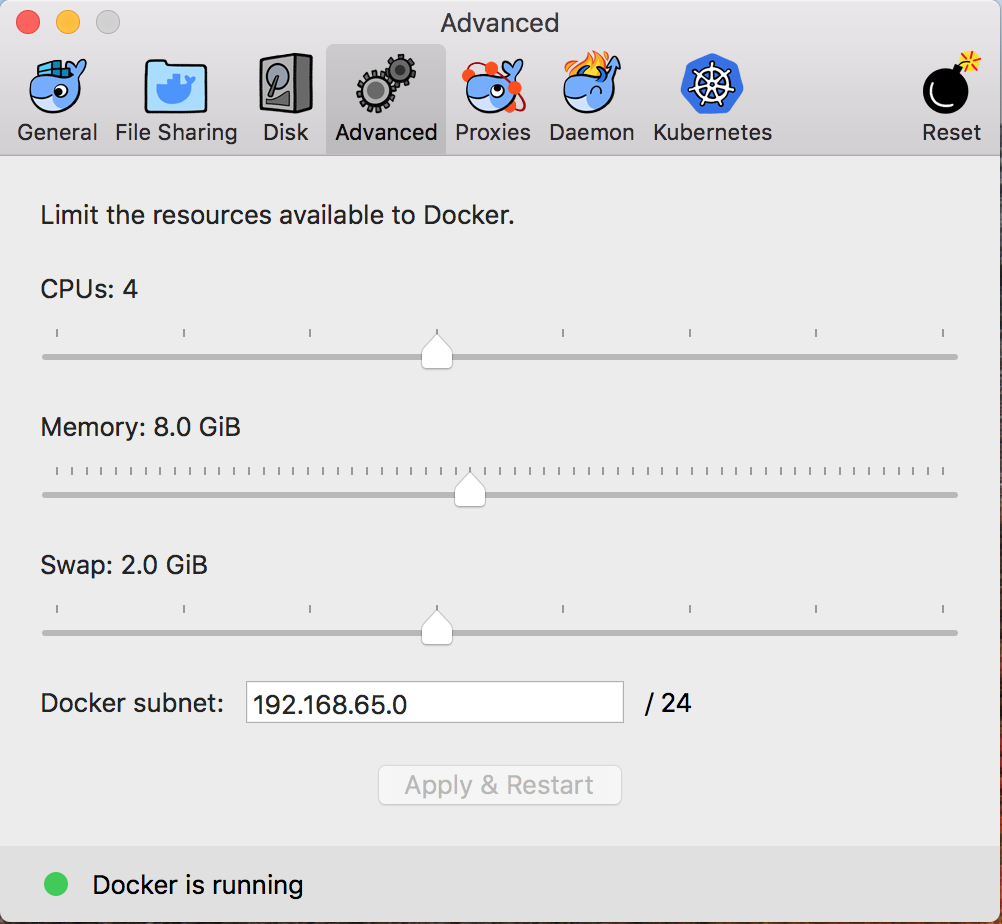 Advanced
General File Sharing Disk Advanced Proxies Daemon Kubernetes Reset
Limit the resources available to Docker.
CPUs: 4
Memory: 8.0 GiB
Swap: 2.0 GiB
Docker subnet: 192.168.65.0 / 24
Apply & Restart
Docker is running